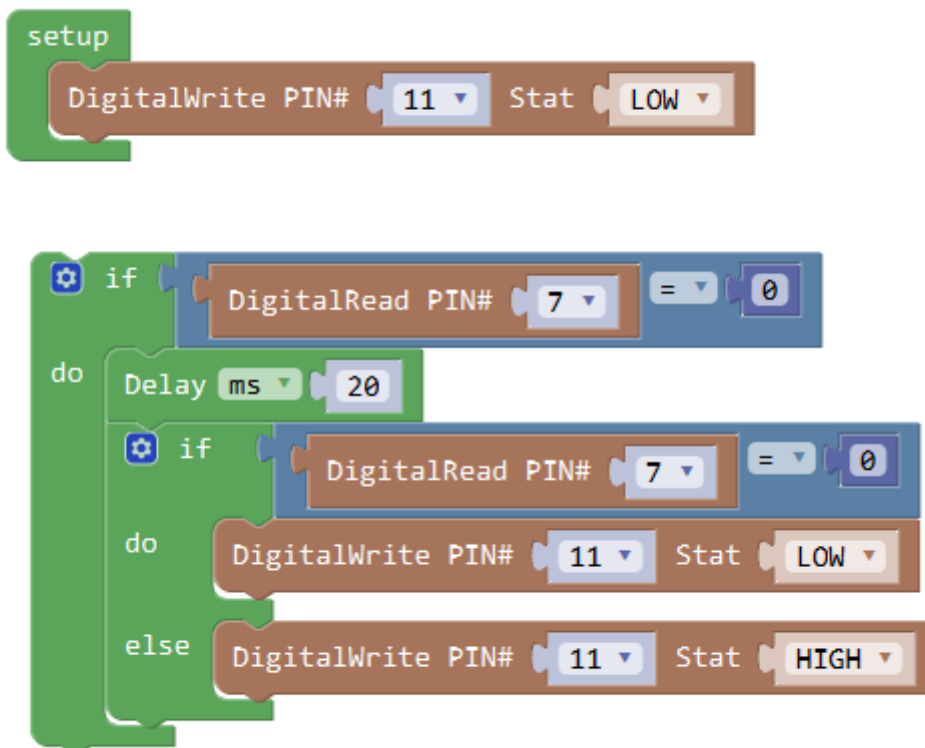 setup
DigitalWrite PIN# 11 Stat LOW
if DigitalRead PIN# 7 = 0
do Delay ms 20
if DigitalRead PIN# 7 = 0
do DigitalWrite PIN# 11 Stat LOW
else DigitalWrite PIN# 11 Stat HIGH